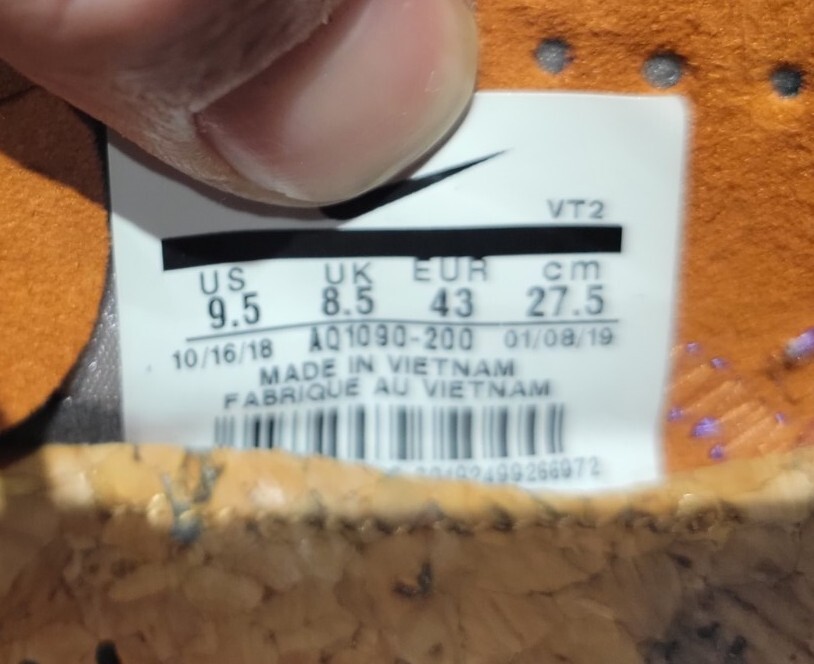 VT2
US UK EUR cm
9.5 8.5 43 27.5
10/16/18 AQ1090-200 01/08/19
MADE IN VIETNAM
FABRIQUE AU VIETNAM